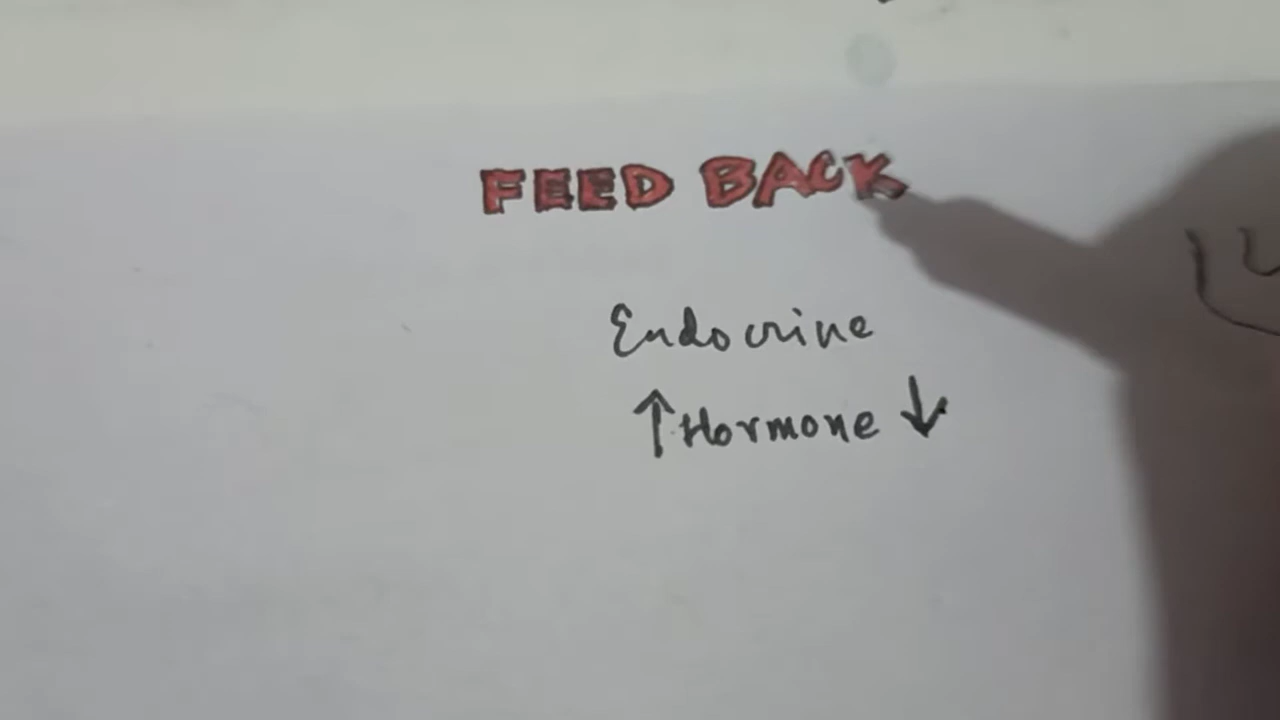 FEED BACK
Endocrine
↑ Hormone ↓